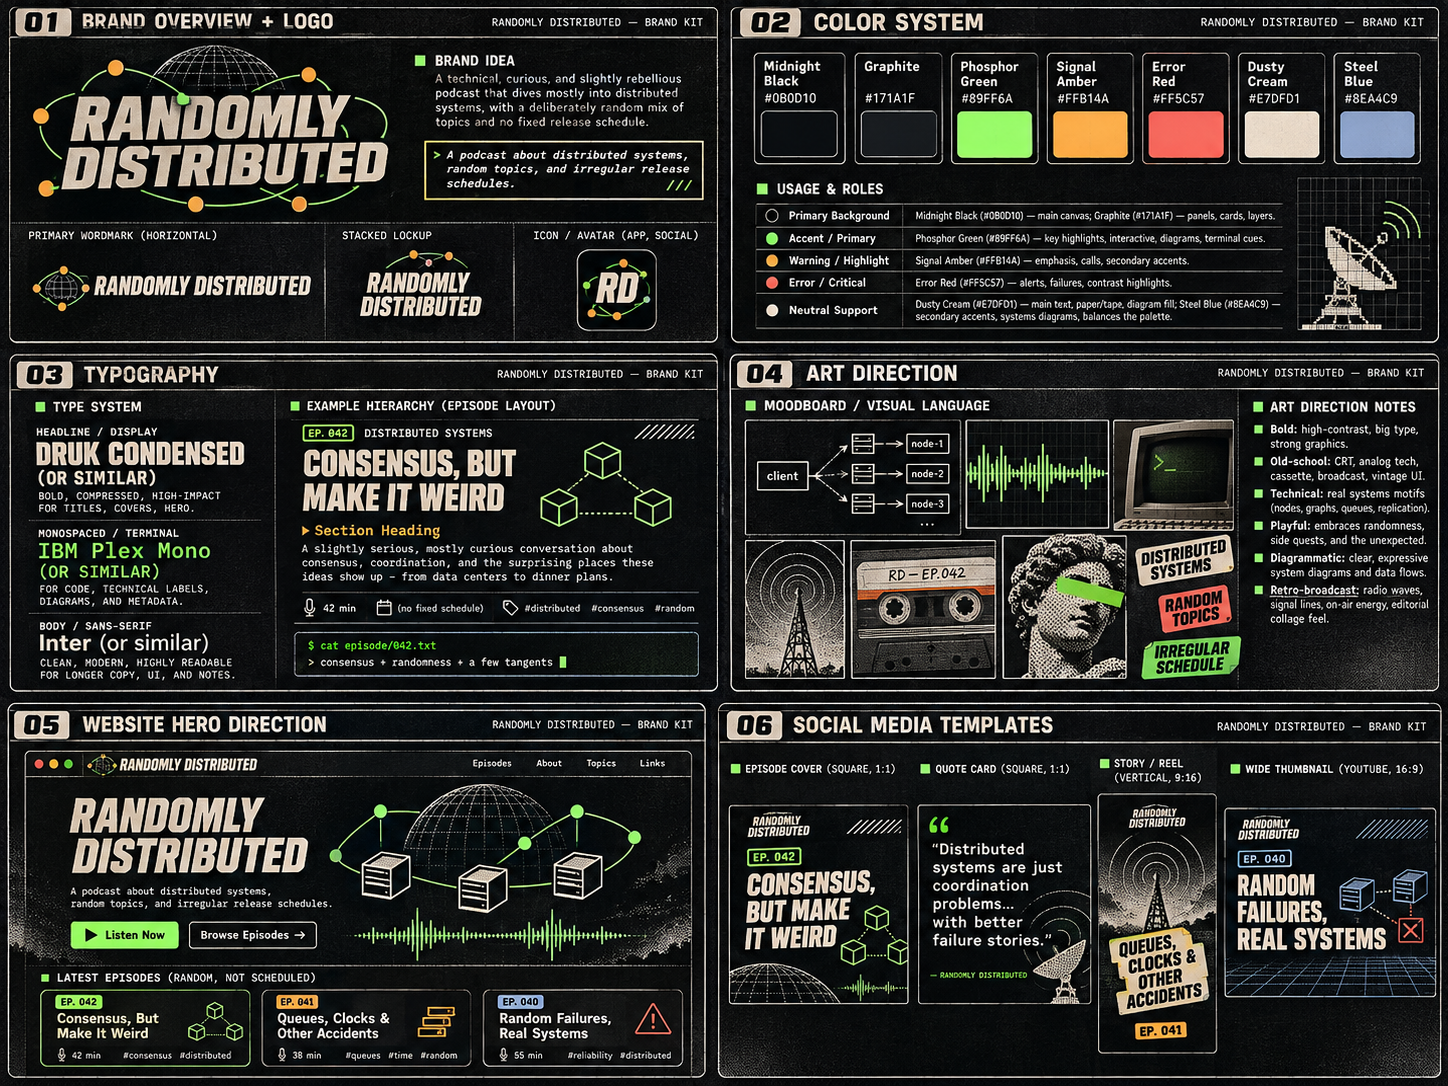 01 BRAND OVERVIEW + LOGO
RANDOMLY DISTRIBUTED — BRAND KIT
RANDOMLY
DISTRIBUTED
BRAND IDEA
A technical, curious, and slightly rebellious
podcast that dives mostly into distributed
systems, with a deliberately random mix of
topics and no fixed release schedule.
> A podcast about distributed systems,
random topics, and irregular release
schedules.
///
PRIMARY WORDMARK (HORIZONTAL)
RANDOMLY DISTRIBUTED
STACKED LOCKUP
RANDOMLY
DISTRIBUTED
ICON / AVATAR (APP, SOCIAL)
RD
02 COLOR SYSTEM
RANDOMLY DISTRIBUTED — BRAND KIT
Midnight
Black
#0B0D10
Graphite
#171A1F
Phosphor
Green
#89FF6A
Signal
Amber
#FFB14A
Error
Red
#FF5C57
Dusty
Cream
#E7DFD1
Steel
Blue
#8EA4C9
USAGE & ROLES
Primary Background
Midnight Black (#0B0D10) — main canvas; Graphite (#171A1F) — panels, cards, layers.
Accent / Primary
Phosphor Green (#89FF6A) — key highlights, interactive, diagrams, terminal cues.
Warning / Highlight
Signal Amber (#FFB14A) — emphasis, calls, secondary accents.
Error / Critical
Error Red (#FF5C57) — alerts, failures, contrast highlights.
Neutral Support
Dusty Cream (#E7DFD1) — main text, paper/tape, diagram fill; Steel Blue (#8EA4C9) —
secondary accents, systems diagrams, balances the palette.
03 TYPOGRAPHY
RANDOMLY DISTRIBUTED — BRAND KIT
TYPE SYSTEM
HEADLINE / DISPLAY
DRUK CONDENSED
(OR SIMILAR)
BOLD, COMPRESSED, HIGH-IMPACT
FOR TITLES, COVERS, HERO.
MONOSPACED / TERMINAL
IBM Plex Mono
(OR SIMILAR)
FOR CODE, TECHNICAL LABELS,
DIAGRAMS, AND METADATA.
BODY / SANS-SERIF
Inter (or similar)
CLEAN, MODERN, HIGHLY READABLE
FOR LONGER COPY, UI, AND NOTES.
EXAMPLE HIERARCHY (EPISODE LAYOUT)
EP. 042 DISTRIBUTED SYSTEMS
CONSENSUS, BUT
MAKE IT WEIRD
Section Heading
A slightly serious, mostly curious conversation about
consensus, coordination, and the surprising places these
ideas show up – from data centers to dinner plans.
42 min (no fixed schedule) #distributed #consensus #random
$ cat episode/042.txt
> consensus + randomness + a few tangents
04 ART DIRECTION
RANDOMLY DISTRIBUTED — BRAND KIT
MOODBOARD / VISUAL LANGUAGE
client
node-1
node-2
node-3
...
>_
RD – EP.042
DISTRIBUTED
SYSTEMS
RANDOM
TOPICS
IRREGULAR
SCHEDULE
ART DIRECTION NOTES
Bold: high-contrast, big type,
strong graphics.
Old-school: CRT, analog tech,
cassette, broadcast, vintage UI.
Technical: real systems motifs
(nodes, graphs, queues, replication).
Playful: embraces randomness,
side quests, and the unexpected.
Diagrammatic: clear, expressive
system diagrams and data flows.
Retro-broadcast: radio waves,
signal lines, on-air energy, editorial
collage feel.
05 WEBSITE HERO DIRECTION
RANDOMLY DISTRIBUTED — BRAND KIT
RANDOMLY DISTRIBUTED
Episodes About Topics Links
RANDOMLY
DISTRIBUTED
A podcast about distributed systems,
random topics, and irregular release schedules.
Listen Now
Browse Episodes →
LATEST EPISODES (RANDOM, NOT SCHEDULED)
EP. 042
Consensus, But
Make It Weird
42 min #consensus #distributed
EP. 041
Queues, Clocks &
Other Accidents
38 min #queues #time #random
EP. 040
Random Failures,
Real Systems
55 min #reliability #distributed
06 SOCIAL MEDIA TEMPLATES
RANDOMLY DISTRIBUTED — BRAND KIT
EPISODE COVER (SQUARE, 1:1)
RANDOMLY
DISTRIBUTED
EP. 042
CONSENSUS,
BUT MAKE
IT WEIRD
QUOTE CARD (SQUARE, 1:1)
“
“Distributed
systems are just
coordination
problems...
with better
failure stories.”
— RANDOMLY DISTRIBUTED
STORY / REEL
(VERTICAL, 9:16)
RANDOMLY
DISTRIBUTED
QUEUES,
CLOCKS &
OTHER
ACCIDENTS
EP. 041
WIDE THUMBNAIL (YOUTUBE, 16:9)
RANDOMLY
DISTRIBUTED
EP. 040
RANDOM
FAILURES,
REAL SYSTEMS